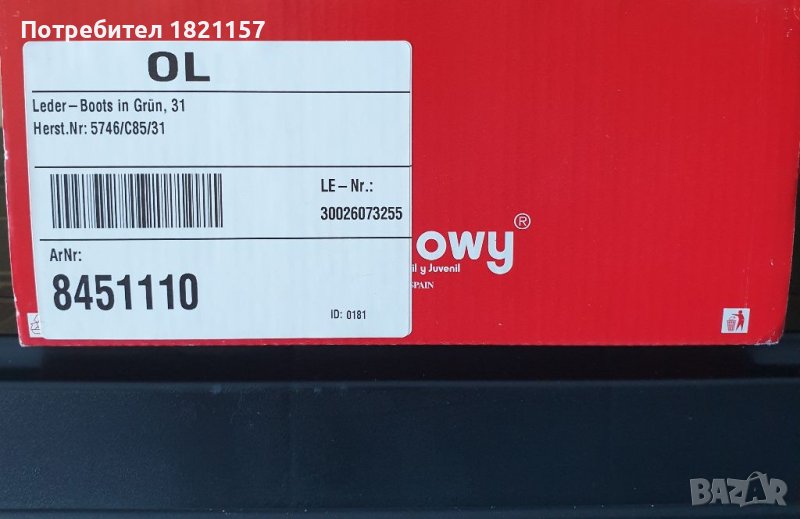 Потребител 1821157
OL
Leder-Boots in Grün, 31
Herst.Nr: 5746/C85/31
LE-Nr.:
30026073255
ArNr:
8451110
ID: 0181
owy®
y Juvenil
SPAIN
BAZAR